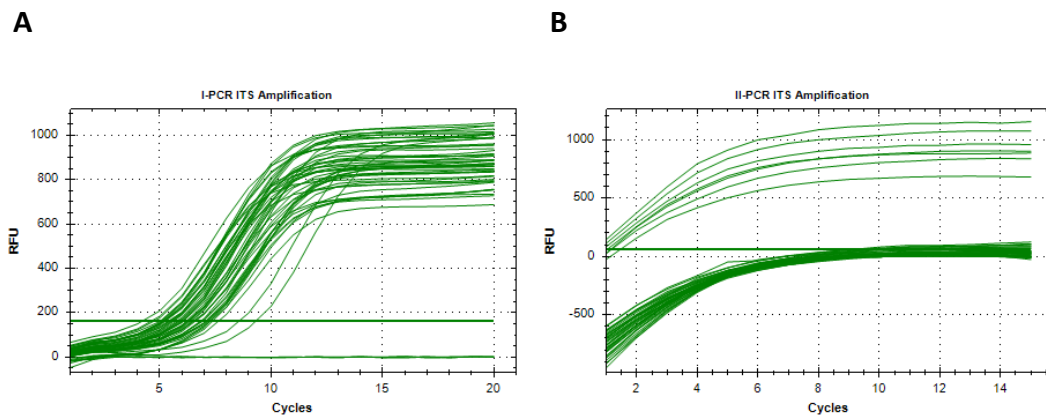 A
B
I-PCR ITS Amplification
RFU
1000
800
600
400
200
0
5
10
15
20
Cycles
II-PCR ITS Amplification
RFU
1000
500
0
-500
2
4
6
8
10
12
14
Cycles